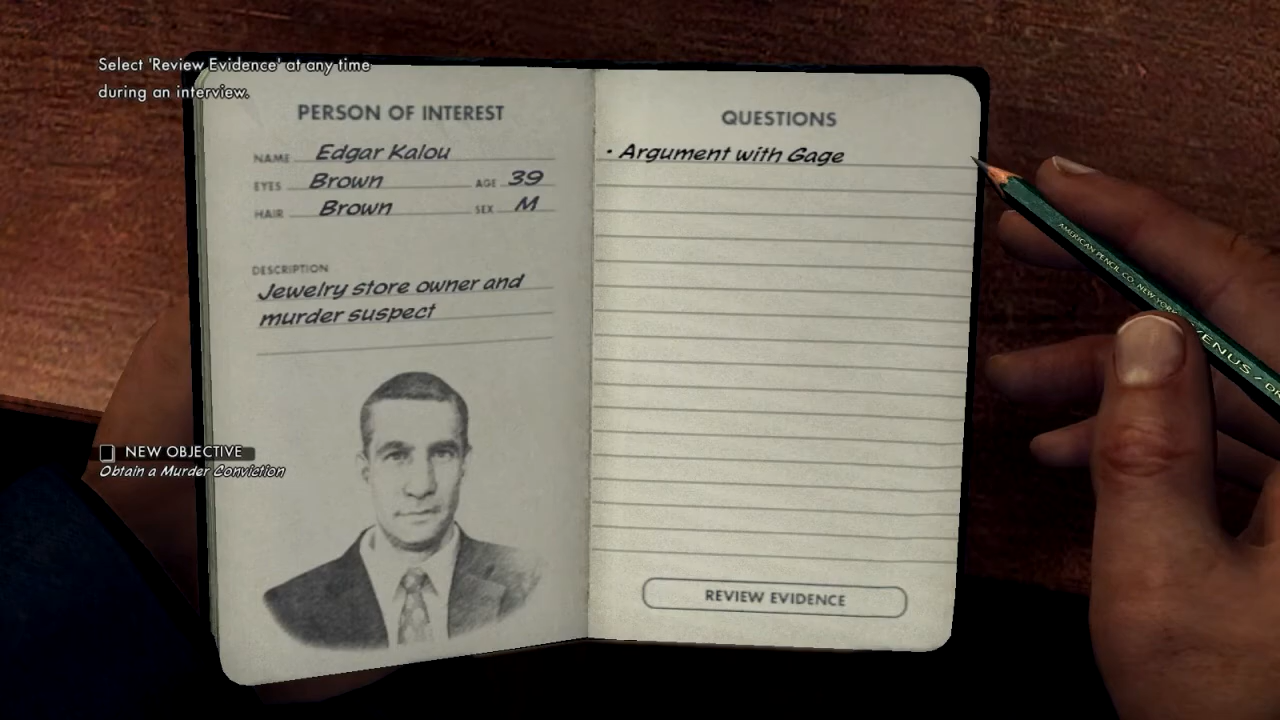 Select 'Review Evidence' at any time
during an interview.
PERSON OF INTEREST
NAME Edgar Kalou
EYES Brown AGE 39
HAIR Brown SEX M
DESCRIPTION
Jewelry store owner and
murder suspect
NEW OBJECTIVE
Obtain a Murder Conviction
QUESTIONS
• Argument with Gage
REVIEW EVIDENCE
AMERICAN PENCIL CO. NEW YORK
VENUS / DR